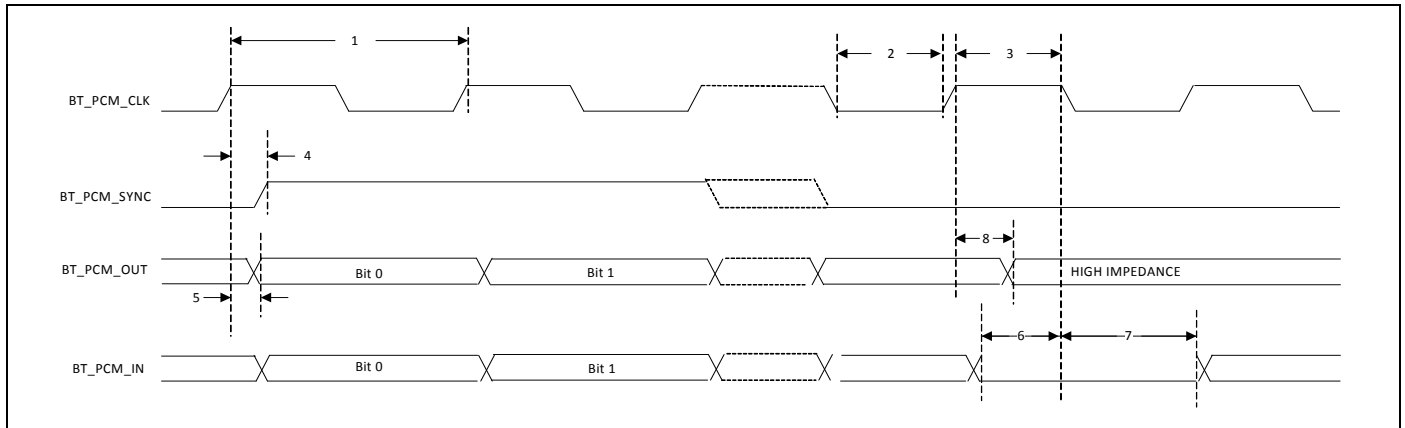 1
2
3
BT_PCM_CLK
4
BT_PCM_SYNC
8
BT_PCM_OUT
Bit 0
Bit 1
HIGH IMPEDANCE
5
6
7
BT_PCM_IN
Bit 0
Bit 1